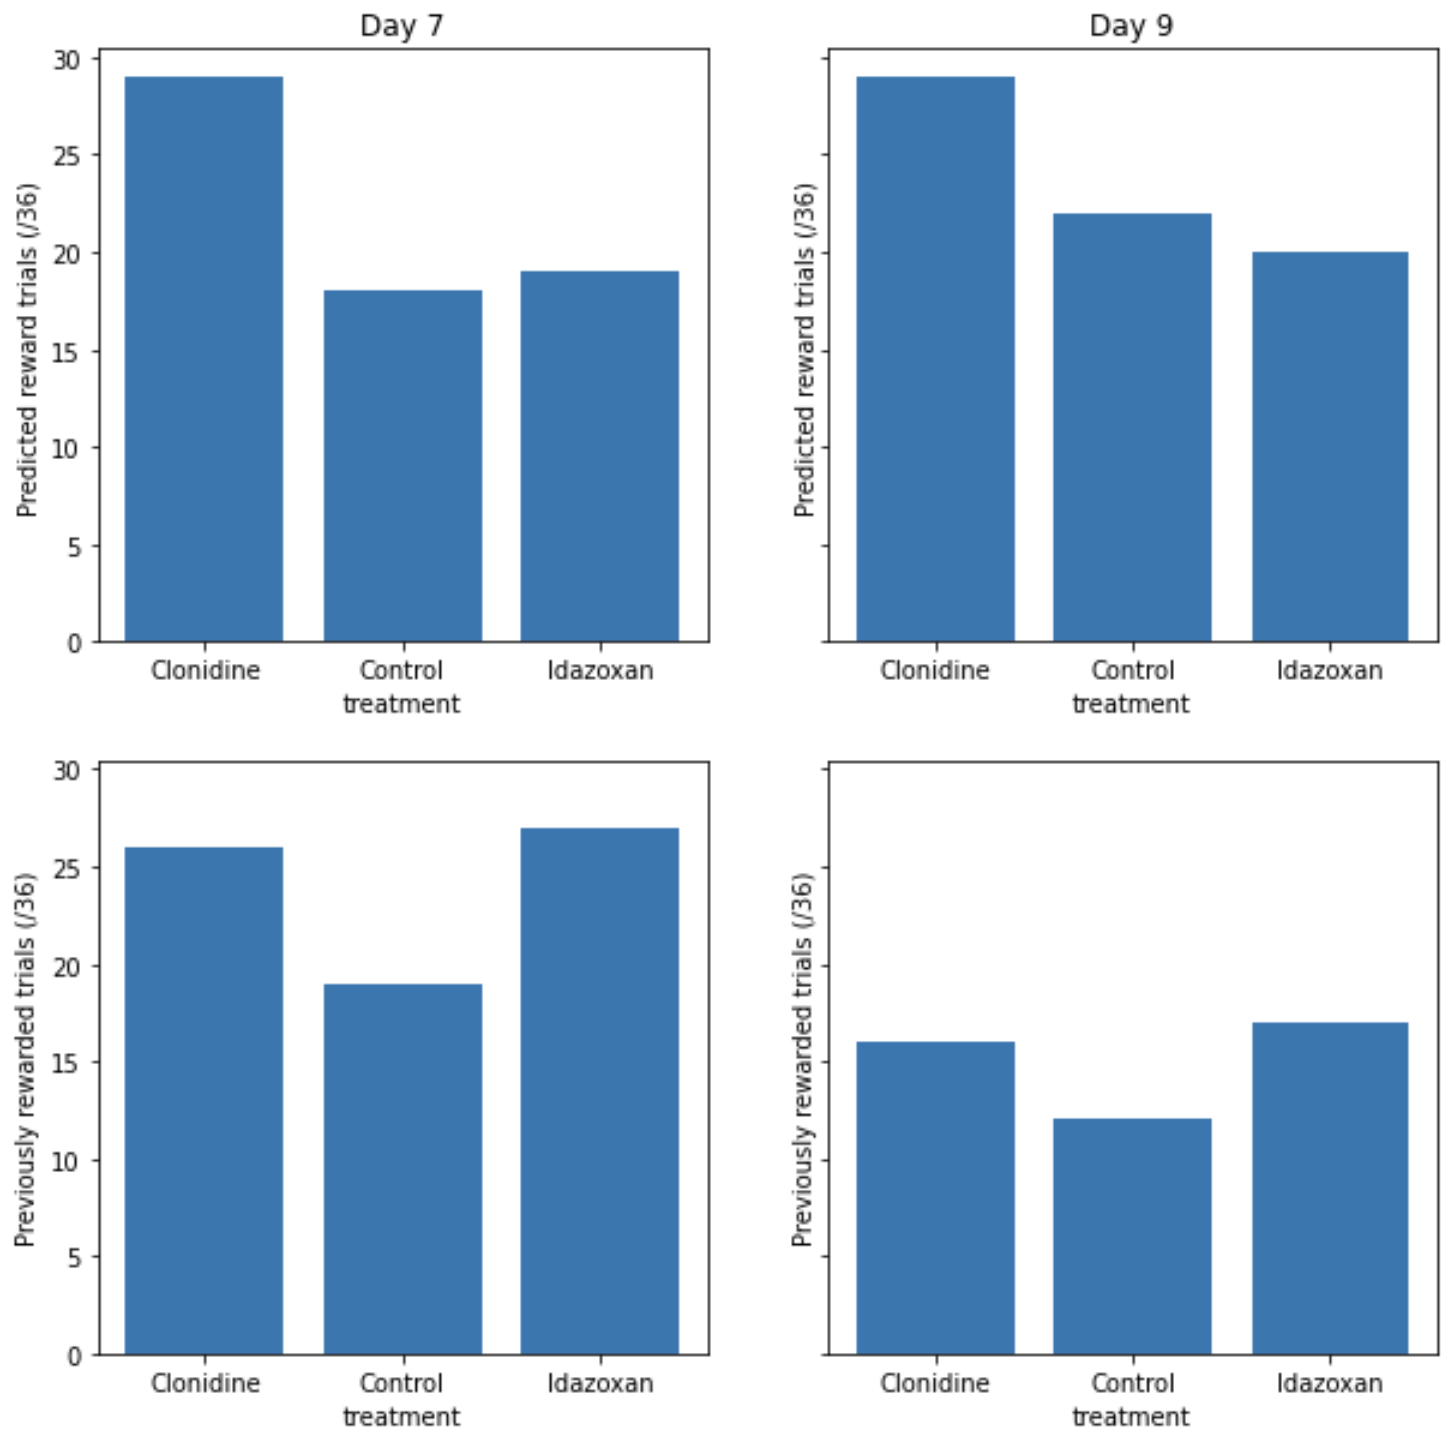 Day 7
Day 9
Predicted reward trials (/36)
30
25
20
15
10
5
0
Clonidine Control Idazoxan
treatment
Predicted reward trials (/36)
Clonidine Control Idazoxan
treatment
Previously rewarded trials (/36)
30
25
20
15
10
5
0
Clonidine Control Idazoxan
treatment
Previously rewarded trials (/36)
Clonidine Control Idazoxan
treatment